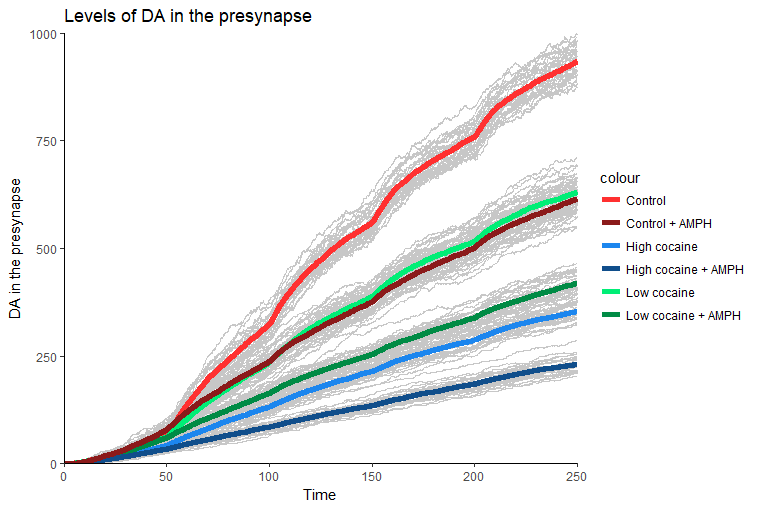 Levels of DA in the presynapse
DA in the presynapse
1000
750
500
250
0
0 50 100 150 200 250
Time
colour
Control
Control + AMPH
High cocaine
High cocaine + AMPH
Low cocaine
Low cocaine + AMPH